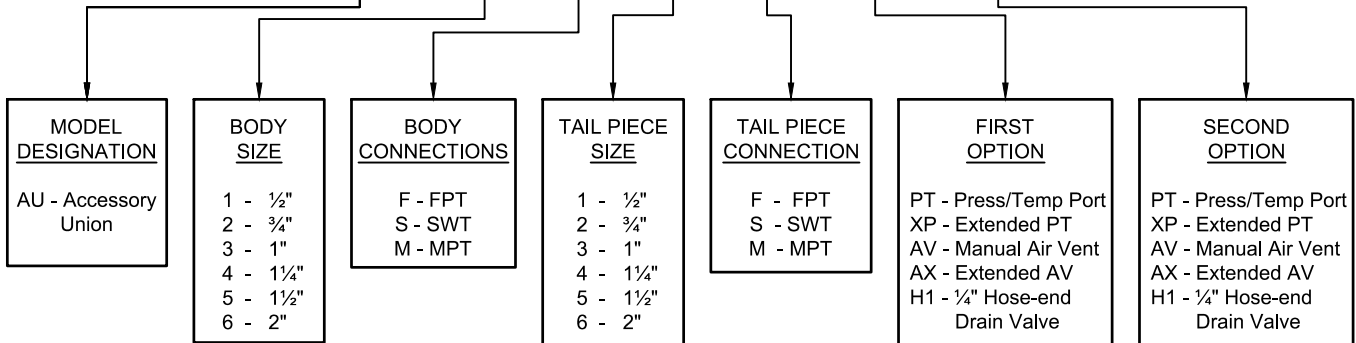 MODEL
DESIGNATION
AU - Accessory
Union
BODY
SIZE
1 - ½"
2 - ¾"
3 - 1"
4 - 1¼"
5 - 1½"
6 - 2"
BODY
CONNECTIONS
F - FPT
S - SWT
M - MPT
TAIL PIECE
SIZE
1 - ½"
2 - ¾"
3 - 1"
4 - 1¼"
5 - 1½"
6 - 2"
TAIL PIECE
CONNECTION
F - FPT
S - SWT
M - MPT
FIRST
OPTION
PT - Press/Temp Port
XP - Extended PT
AV - Manual Air Vent
AX - Extended AV
H1 - ¼" Hose-end
Drain Valve
SECOND
OPTION
PT - Press/Temp Port
XP - Extended PT
AV - Manual Air Vent
AX - Extended AV
H1 - ¼" Hose-end
Drain Valve